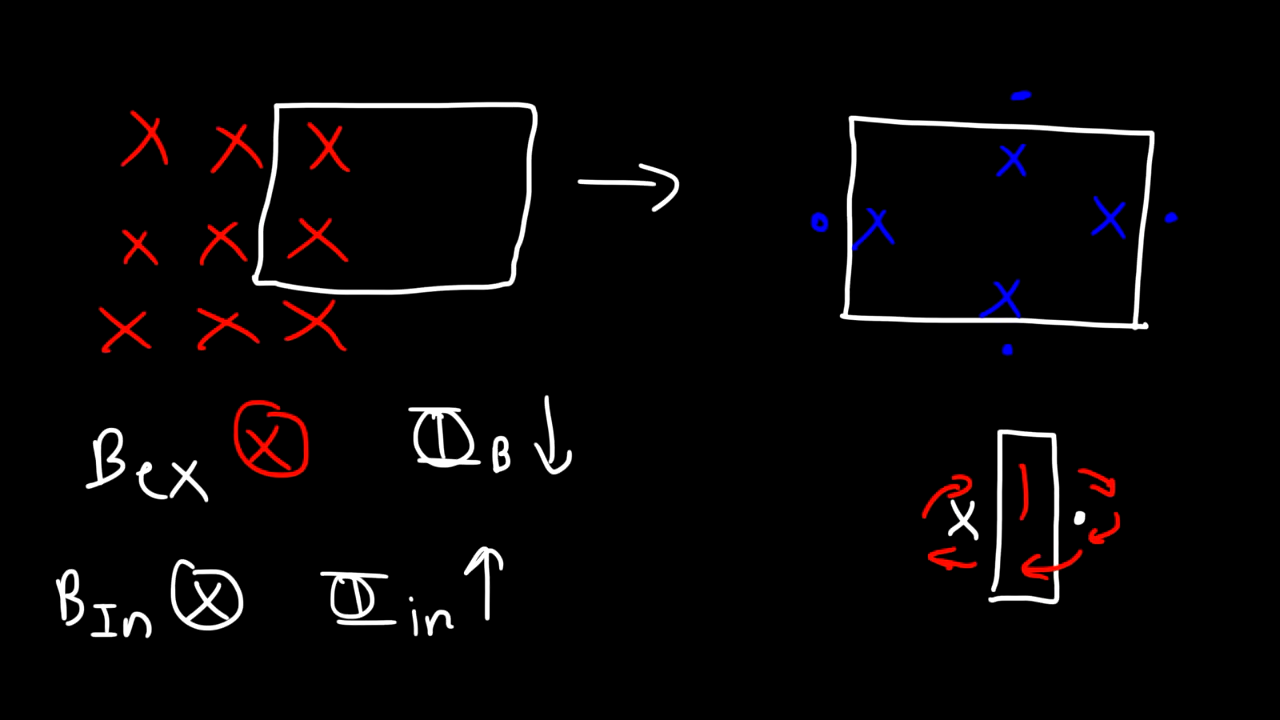 X X X
X X X
X X X
X
X X
X
B_ex ⊗ Φ_B ↓
B_In ⊗ Φ_in ↑
X